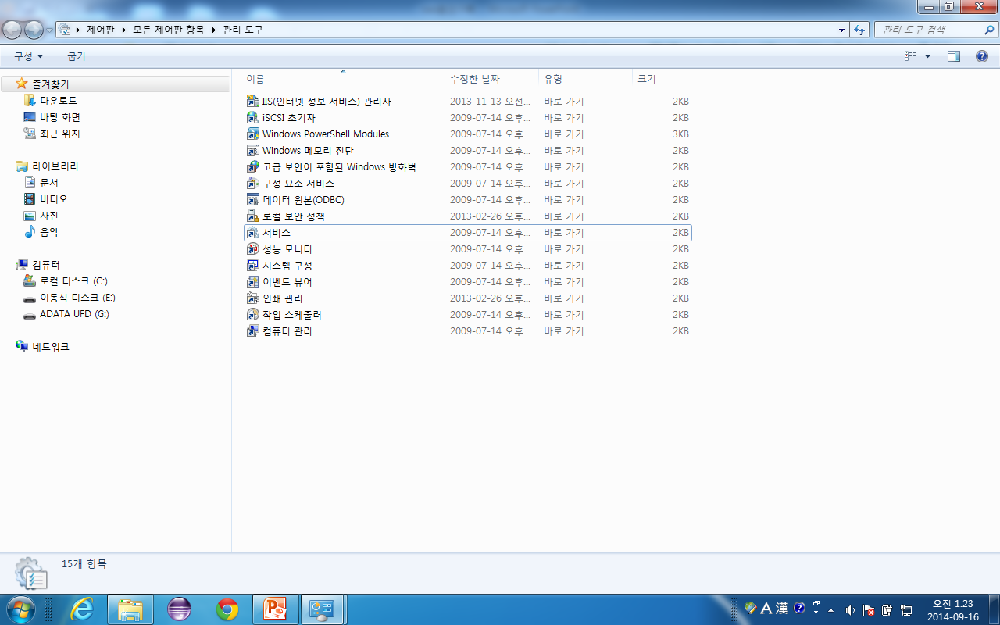 제어판 모든 제어판 항목 관리 도구
관리 도구 검색
구성 굽기
이름 수정한 날짜 유형 크기
즐겨찾기
다운로드
바탕 화면
최근 위치
라이브러리
문서
비디오
사진
음악
컴퓨터
로컬 디스크 (C:)
이동식 디스크 (E:)
ADATA UFD (G:)
네트워크
IIS(인터넷 정보 서비스) 관리자 2013-11-13 오전... 바로 가기 2KB
iSCSI 초기자 2009-07-14 오후... 바로 가기 2KB
Windows PowerShell Modules 2009-07-14 오후... 바로 가기 3KB
Windows 메모리 진단 2009-07-14 오후... 바로 가기 2KB
고급 보안이 포함된 Windows 방화벽 2009-07-14 오후... 바로 가기 2KB
구성 요소 서비스 2009-07-14 오후... 바로 가기 2KB
데이터 원본(ODBC) 2009-07-14 오후... 바로 가기 2KB
로컬 보안 정책 2013-02-26 오후... 바로 가기 2KB
서비스 2009-07-14 오후... 바로 가기 2KB
성능 모니터 2009-07-14 오후... 바로 가기 2KB
시스템 구성 2009-07-14 오후... 바로 가기 2KB
이벤트 뷰어 2009-07-14 오후... 바로 가기 2KB
인쇄 관리 2013-02-26 오후... 바로 가기 2KB
작업 스케줄러 2009-07-14 오후... 바로 가기 2KB
컴퓨터 관리 2009-07-14 오후... 바로 가기 2KB
15개 항목
A 漢
오전 1:23
2014-09-16